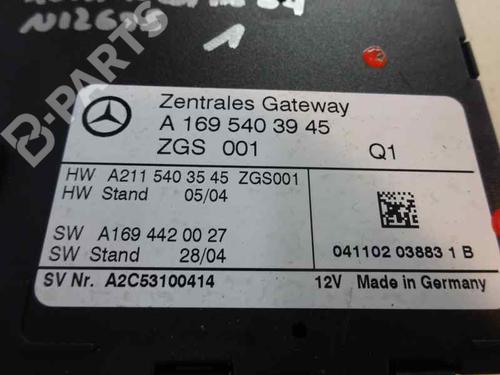 N12699
1
B-PARTS
Zentrales Gateway
A 169 540 39 45
ZGS 001 Q1
HW A211 540 35 45 ZGS001
HW Stand 05/04
SW A169 442 00 27
SW Stand 28/04
041102 03883 1 B
SV Nr. A2C53100414 12V Made in Germany